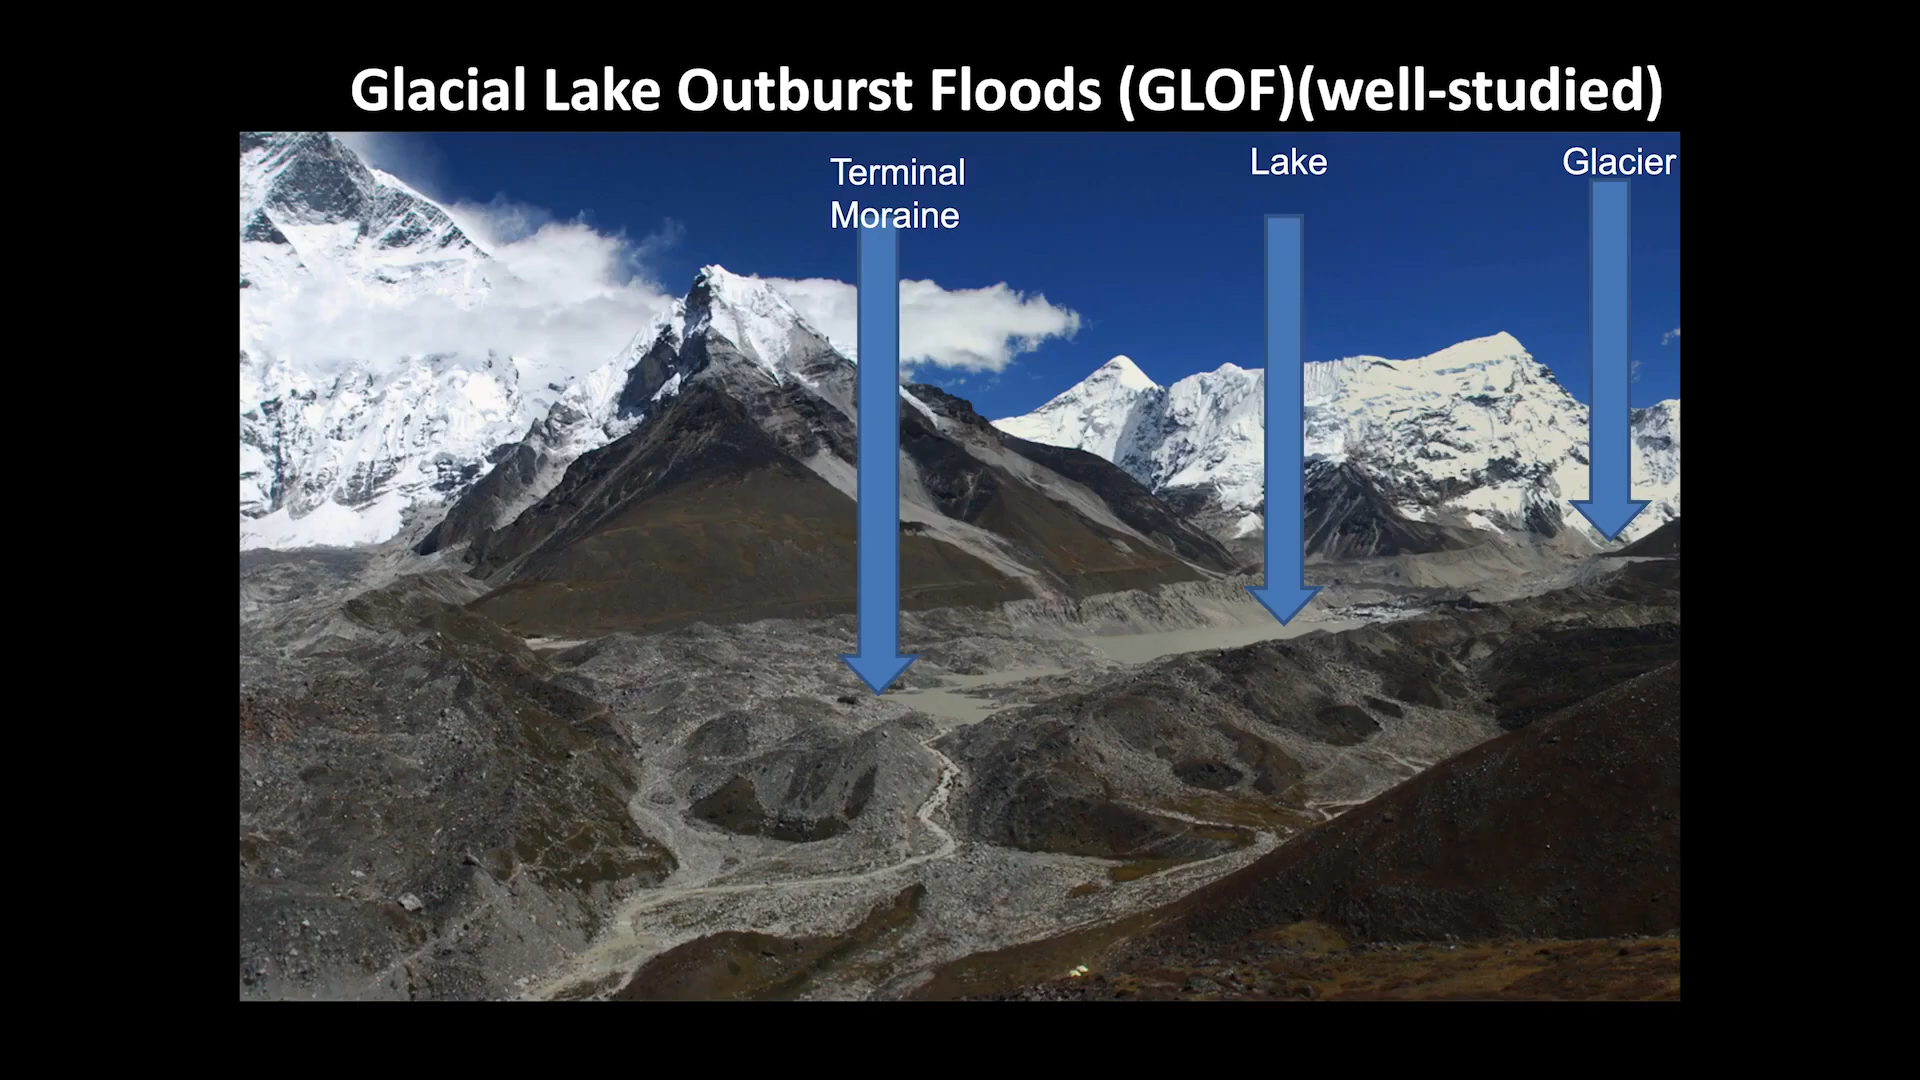 Glacial Lake Outburst Floods (GLOF)(well-studied)
Terminal
Moraine
Lake
Glacier